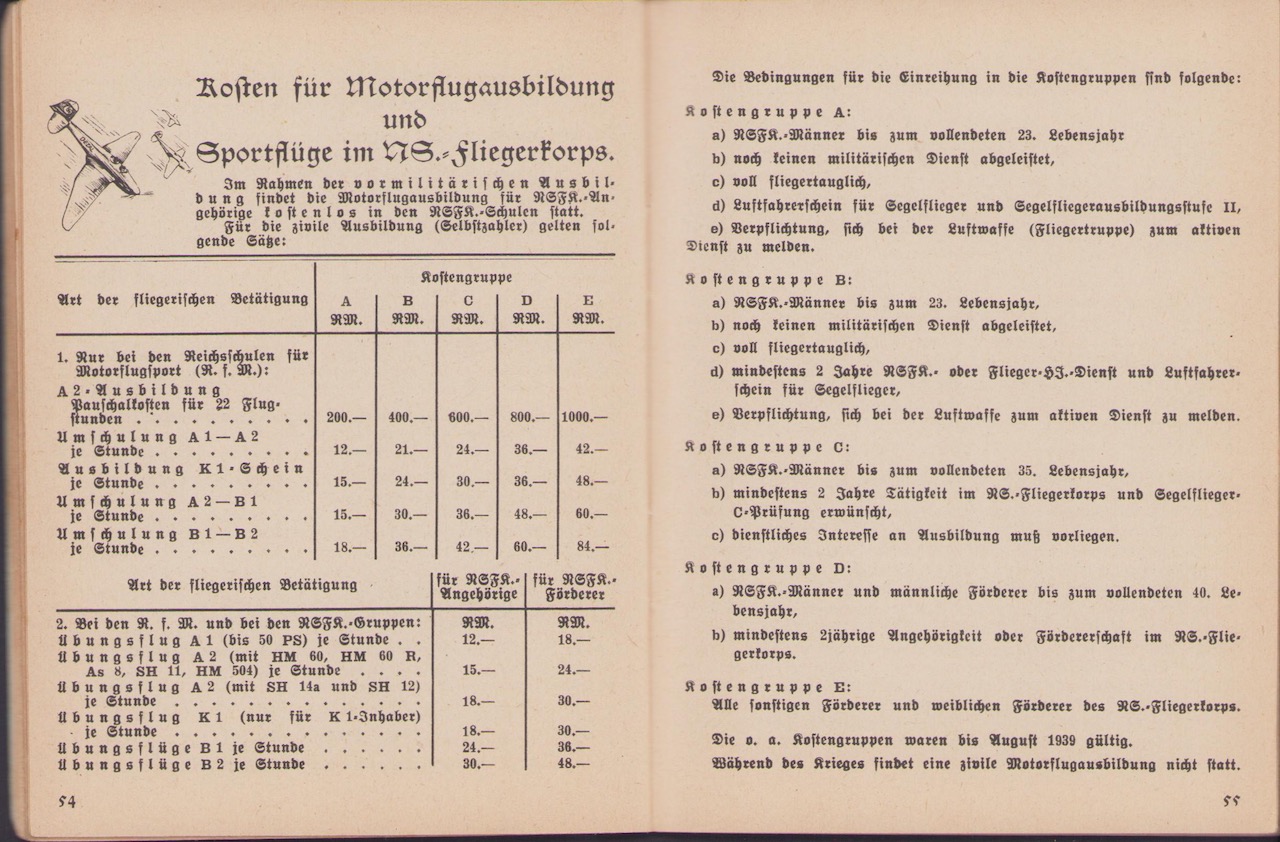 Kosten für Motorflugausbildung
und
Sportflüge im NS.-Fliegerkorps.
Im Rahmen der vormilitärischen Ausbil-
dung findet die Motorflugausbildung für NSFK.-An-
gehörige kostenlos in den NSFK.-Schulen statt.
Für die zivile Ausbildung (Selbstzahler) gelten fol-
gende Sätze:
Art der fliegerischen Betätigung
Kostengruppe
A B C D E
RM. RM. RM. RM. RM.
1. Nur bei den Reichsschulen für
Motorflugsport (R. f. M.):
A2-Ausbildung
Pauschalkosten für 22 Flug-
stunden . . . . . . . . . . 200.— 400.— 600.— 800.— 1000.—
Umschulung A1—A2
je Stunde . . . . . . . . . 12.— 21.— 24.— 36.— 42.—
Ausbildung K1-Schein
je Stunde . . . . . . . . . 15.— 24.— 30.— 36.— 48.—
Umschulung A2—B1
je Stunde . . . . . . . . . 15.— 30.— 36.— 48.— 60.—
Umschulung B1—B2
je Stunde . . . . . . . . . 18.— 36.— 42.— 60.— 84.—
Art der fliegerischen Betätigung
für NSFK.-
Angehörige
für NSFK.-
Förderer
2. Bei den R. f. M. und bei den NSFK.-Gruppen: RM. RM.
Übungsflug A1 (bis 50 PS) je Stunde . . 12.— 18.—
Übungsflug A2 (mit HM 60, HM 60 R,
As 8, SH 11, HM 504) je Stunde . . . . 15.— 24.—
Übungsflug A2 (mit SH 14a und SH 12)
je Stunde . . . . . . . . . . . . . 18.— 30.—
Übungsflug K1 (nur für K1-Inhaber)
je Stunde . . . . . . . . . . . . . 18.— 30.—
Übungsflüge B1 je Stunde . . . . . . 24.— 36.—
Übungsflüge B2 je Stunde . . . . . . 30.— 48.—
54
Die Bedingungen für die Einreihung in die Kostengruppen sind folgende:
Kostengruppe A:
a) NSFK.-Männer bis zum vollendeten 23. Lebensjahr
b) noch keinen militärischen Dienst abgeleistet,
c) voll fliegertauglich,
d) Luftfahrerschein für Segelflieger und Segelfliegerausbildungsstufe II,
e) Verpflichtung, sich bei der Luftwaffe (Fliegertruppe) zum aktiven
Dienst zu melden.
Kostengruppe B:
a) NSFK.-Männer bis zum 23. Lebensjahr,
b) noch keinen militärischen Dienst abgeleistet,
c) voll fliegertauglich,
d) mindestens 2 Jahre NSFK.- oder Flieger-HJ.-Dienst und Luftfahrer-
schein für Segelflieger,
e) Verpflichtung, sich bei der Luftwaffe zum aktiven Dienst zu melden.
Kostengruppe C:
a) NSFK.-Männer bis zum vollendeten 35. Lebensjahr,
b) mindestens 2 Jahre Tätigkeit im NS.-Fliegerkorps und Segelflieger-
C-Prüfung erwünscht,
c) dienstliches Interesse an Ausbildung muß vorliegen.
Kostengruppe D:
a) NSFK.-Männer und männliche Förderer bis zum vollendeten 40. Le-
bensjahr,
b) mindestens 2jährige Angehörigkeit oder Fördererschaft im NS.-Flie-
gerkorps.
Kostengruppe E:
Alle sonstigen Förderer und weiblichen Förderer des NS.-Fliegerkorps.
Die o. a. Kostengruppen waren bis August 1939 gültig.
Während des Krieges findet eine zivile Motorflugausbildung nicht statt.
55